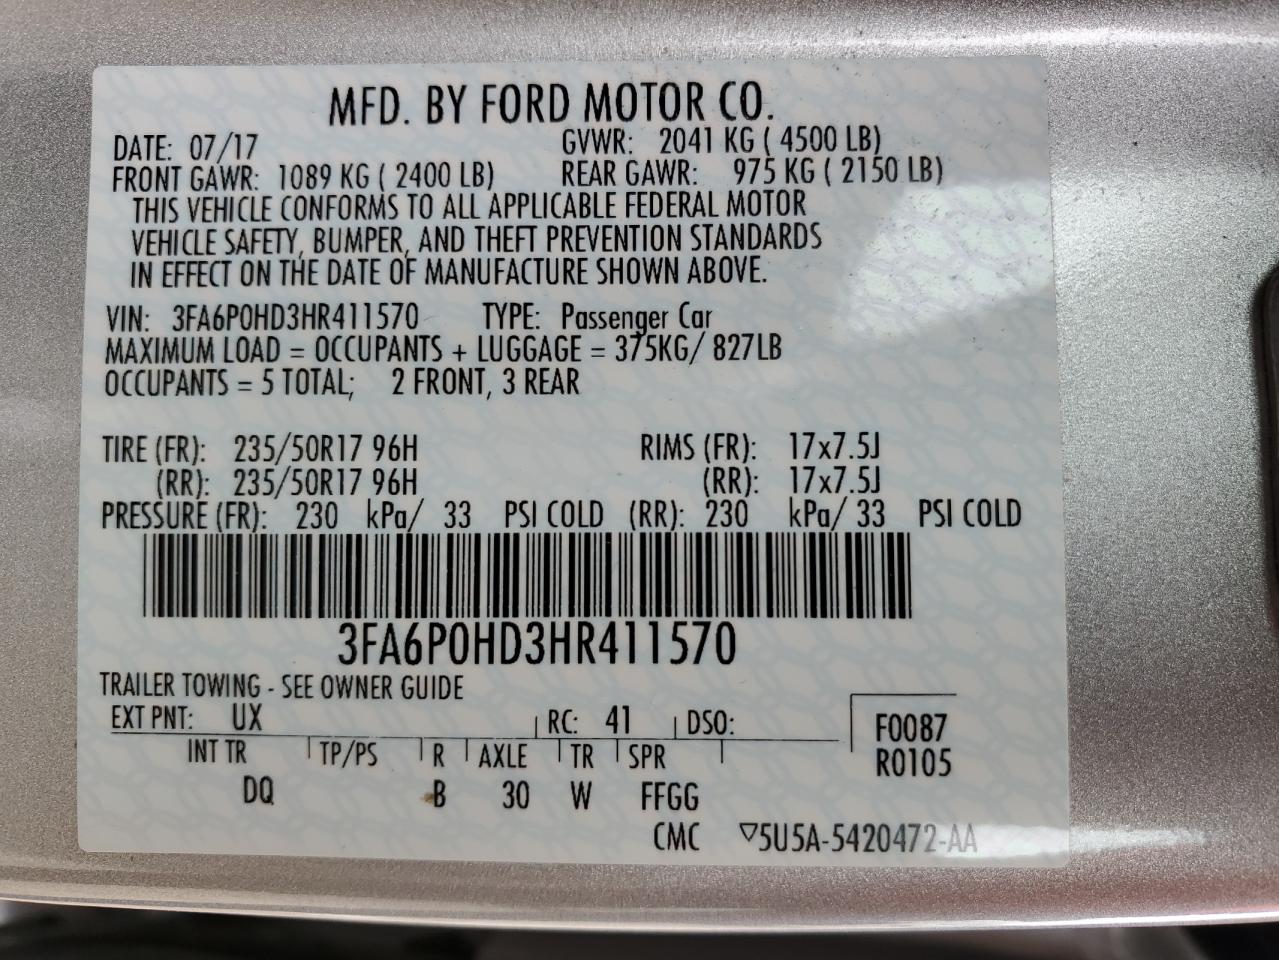 MFD. BY FORD MOTOR CO.
DATE: 07/17 GVWR: 2041 KG ( 4500 LB)
FRONT GAWR: 1089 KG ( 2400 LB) REAR GAWR: 975 KG ( 2150 LB)
THIS VEHICLE CONFORMS TO ALL APPLICABLE FEDERAL MOTOR
VEHICLE SAFETY, BUMPER, AND THEFT PREVENTION STANDARDS
IN EFFECT ON THE DATE OF MANUFACTURE SHOWN ABOVE.
VIN: 3FA6P0HD3HR411570 TYPE: Passenger Car
MAXIMUM LOAD = OCCUPANTS + LUGGAGE = 375KG/ 827LB
OCCUPANTS = 5 TOTAL; 2 FRONT, 3 REAR
TIRE (FR): 235/50R17 96H RIMS (FR): 17x7.5J
(RR): 235/50R17 96H (RR): 17x7.5J
PRESSURE (FR): 230 kPa/ 33 PSI COLD (RR): 230 kPa/ 33 PSI COLD
3FA6P0HD3HR411570
TRAILER TOWING - SEE OWNER GUIDE
EXT PNT: UX RC: 41 DSO: F0087
INT TR TP/PS R AXLE TR SPR R0105
DQ B 30 W FFGG
CMC ▽5U5A-5420472-AA